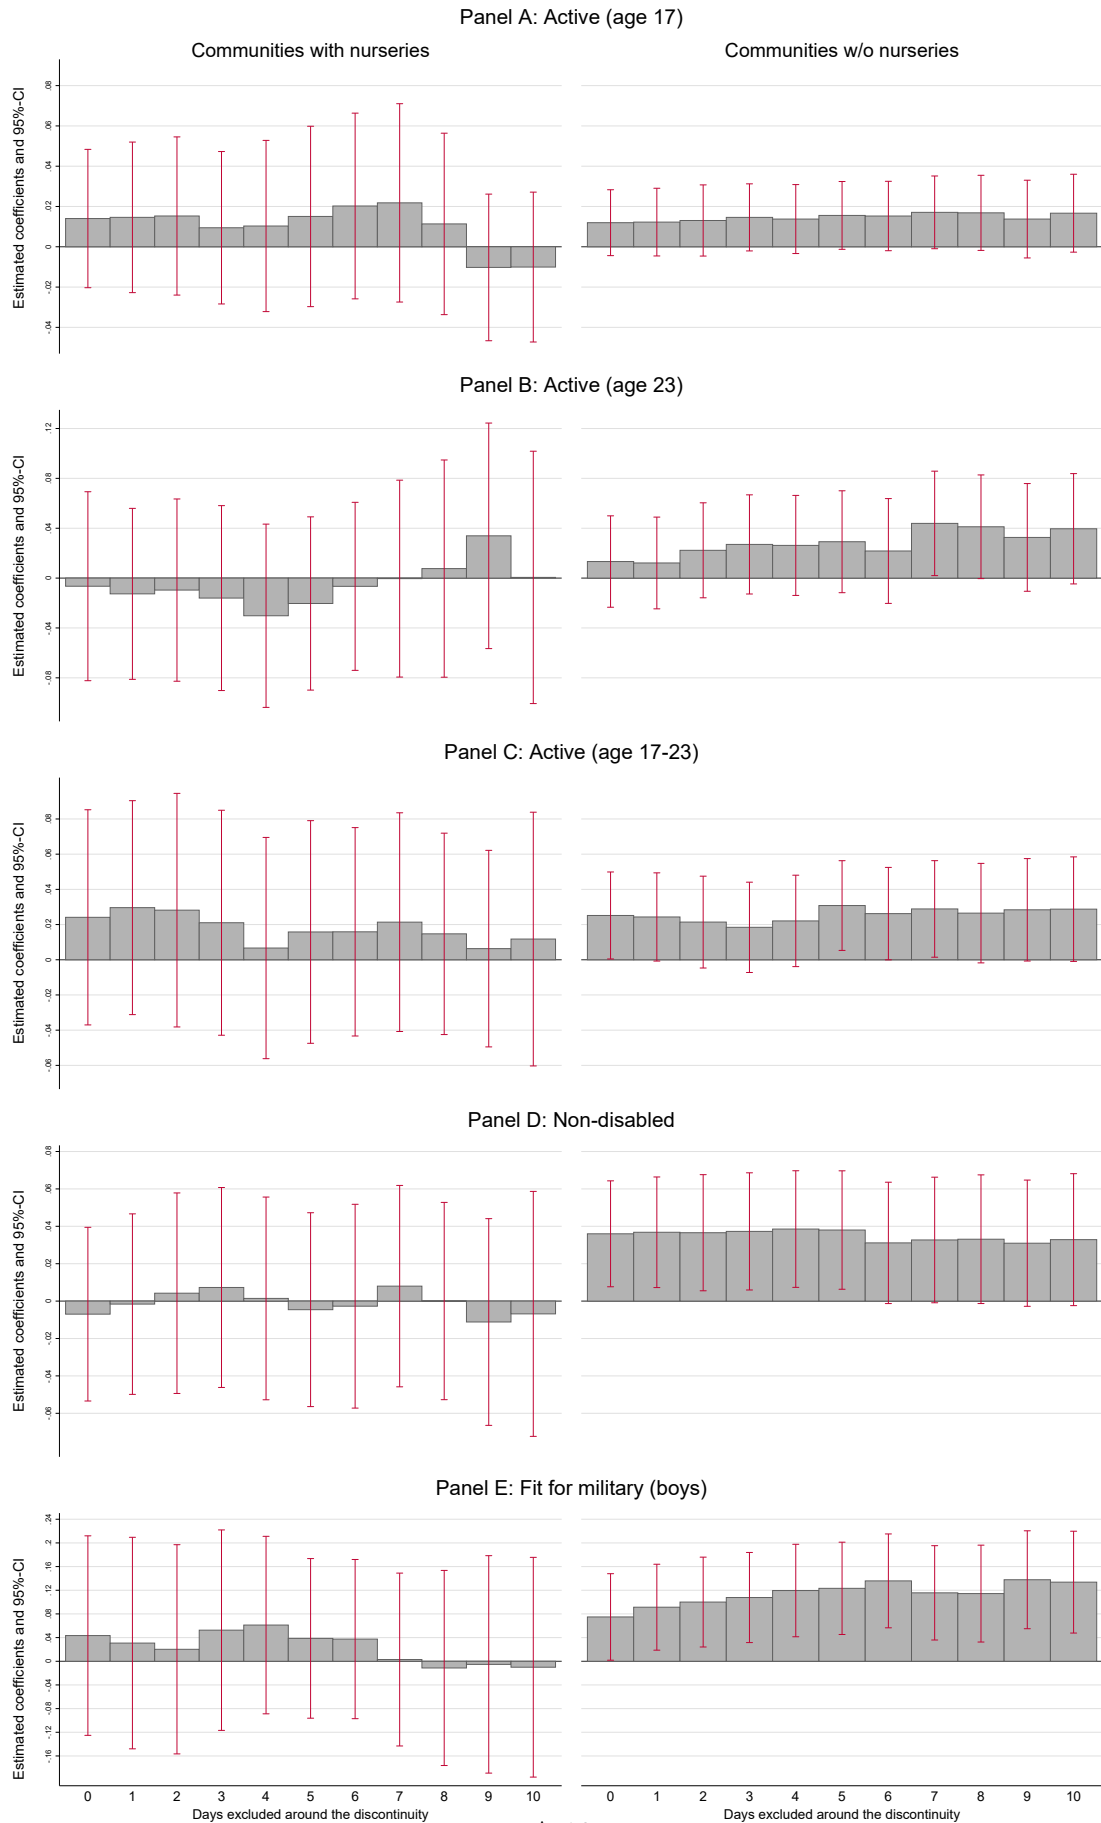 Panel A: Active (age 17)
Communities with nurseries
Communities w/o nurseries
Estimated coefficients and 95%-CI
.08
.06
.04
.02
0
-.02
-.04
Panel B: Active (age 23)
Estimated coefficients and 95%-CI
.12
.08
.04
0
-.04
-.08
Panel C: Active (age 17-23)
Estimated coefficients and 95%-CI
.08
.06
.04
.02
0
-.02
-.04
-.06
Panel D: Non-disabled
Estimated coefficients and 95%-CI
.08
.06
.04
.02
0
-.02
-.04
-.06
Panel E: Fit for military (boys)
Estimated coefficients and 95%-CI
.24
.2
.16
.12
.08
.04
0
-.04
-.08
-.12
-.16
0 1 2 3 4 5 6 7 8 9 10
0 1 2 3 4 5 6 7 8 9 10
Days excluded around the discontinuity
Days excluded around the discontinuity